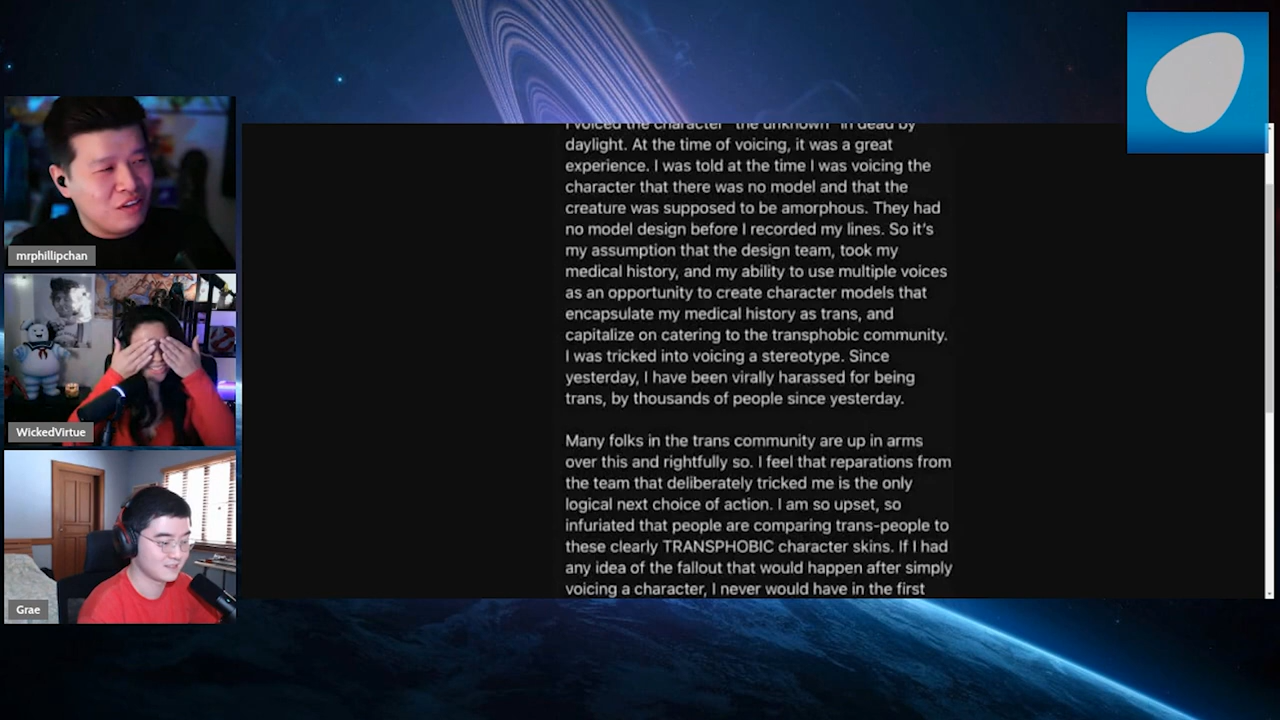 mrphillipchan
WickedVirtue
Grae
I voiced the character "the unknown" in dead by
daylight. At the time of voicing, it was a great
experience. I was told at the time I was voicing the
character that there was no model and that the
creature was supposed to be amorphous. They had
no model design before I recorded my lines. So it's
my assumption that the design team, took my
medical history, and my ability to use multiple voices
as an opportunity to create character models that
encapsulate my medical history as trans, and
capitalize on catering to the transphobic community.
I was tricked into voicing a stereotype. Since
yesterday, I have been virally harassed for being
trans, by thousands of people since yesterday.
Many folks in the trans community are up in arms
over this and rightfully so. I feel that reparations from
the team that deliberately tricked me is the only
logical next choice of action. I am so upset, so
infuriated that people are comparing trans-people to
these clearly TRANSPHOBIC character skins. If I had
any idea of the fallout that would happen after simply
voicing a character, I never would have in the first